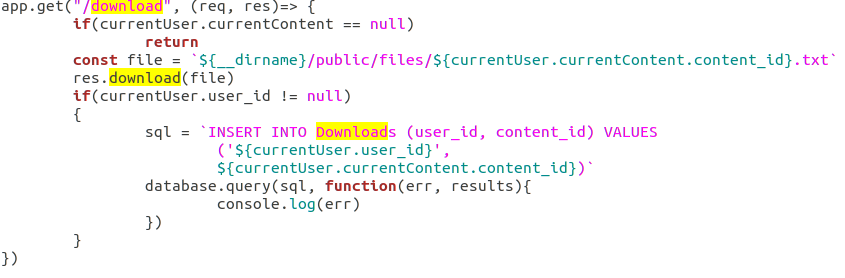 app.get("/download", (req, res)=> {
        if(currentUser.currentContent == null)
                return
        const file = `${__dirname}/public/files/${currentUser.currentContent.content_id}.txt`
        res.download(file)
        if(currentUser.user_id != null)
        {
                sql = `INSERT INTO Downloads (user_id, content_id) VALUES
                        ('${currentUser.user_id}',
                        ${currentUser.currentContent.content_id})`
                database.query(sql, function(err, results){
                        console.log(err)
                })
        }
})